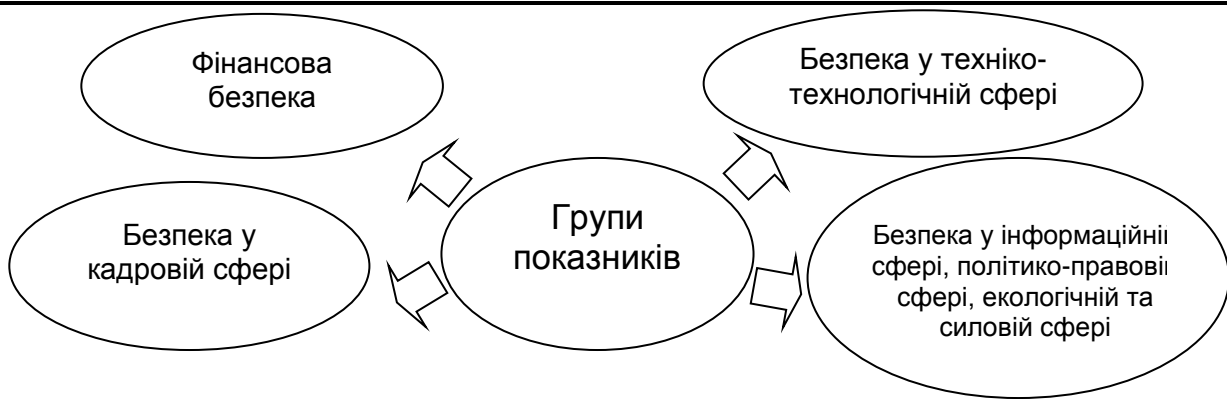 Фінансова
безпека
Безпека у техніко-
технологічній сфері
Групи
показників
Безпека у
кадровій сфері
Безпека у
сфері, політико-правові
сфері, екологічній та
силовій сфері